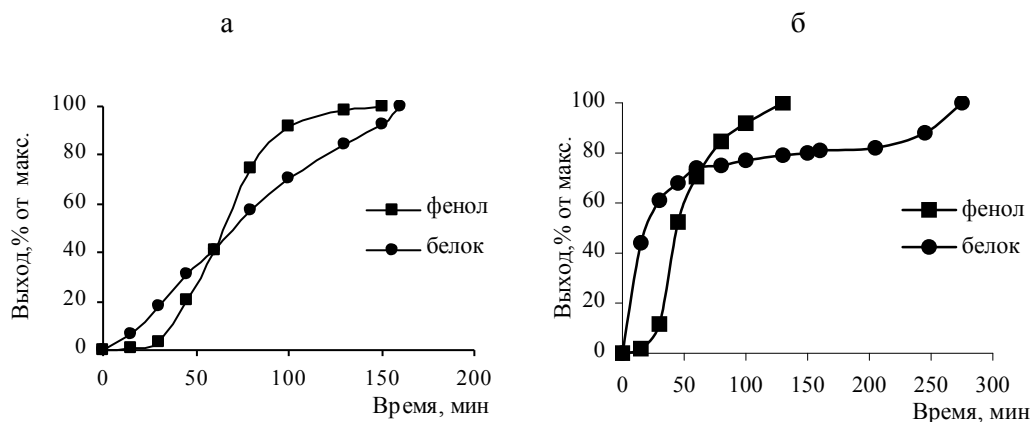 а
Выход,% от макс.
100
80
60
40
20
0
0 50 100 150 200
Время, мин
фенол
белок
б
Выход,% от макс.
100
80
60
40
20
0
0 50 100 150 200 250 300
Время, мин
фенол
белок